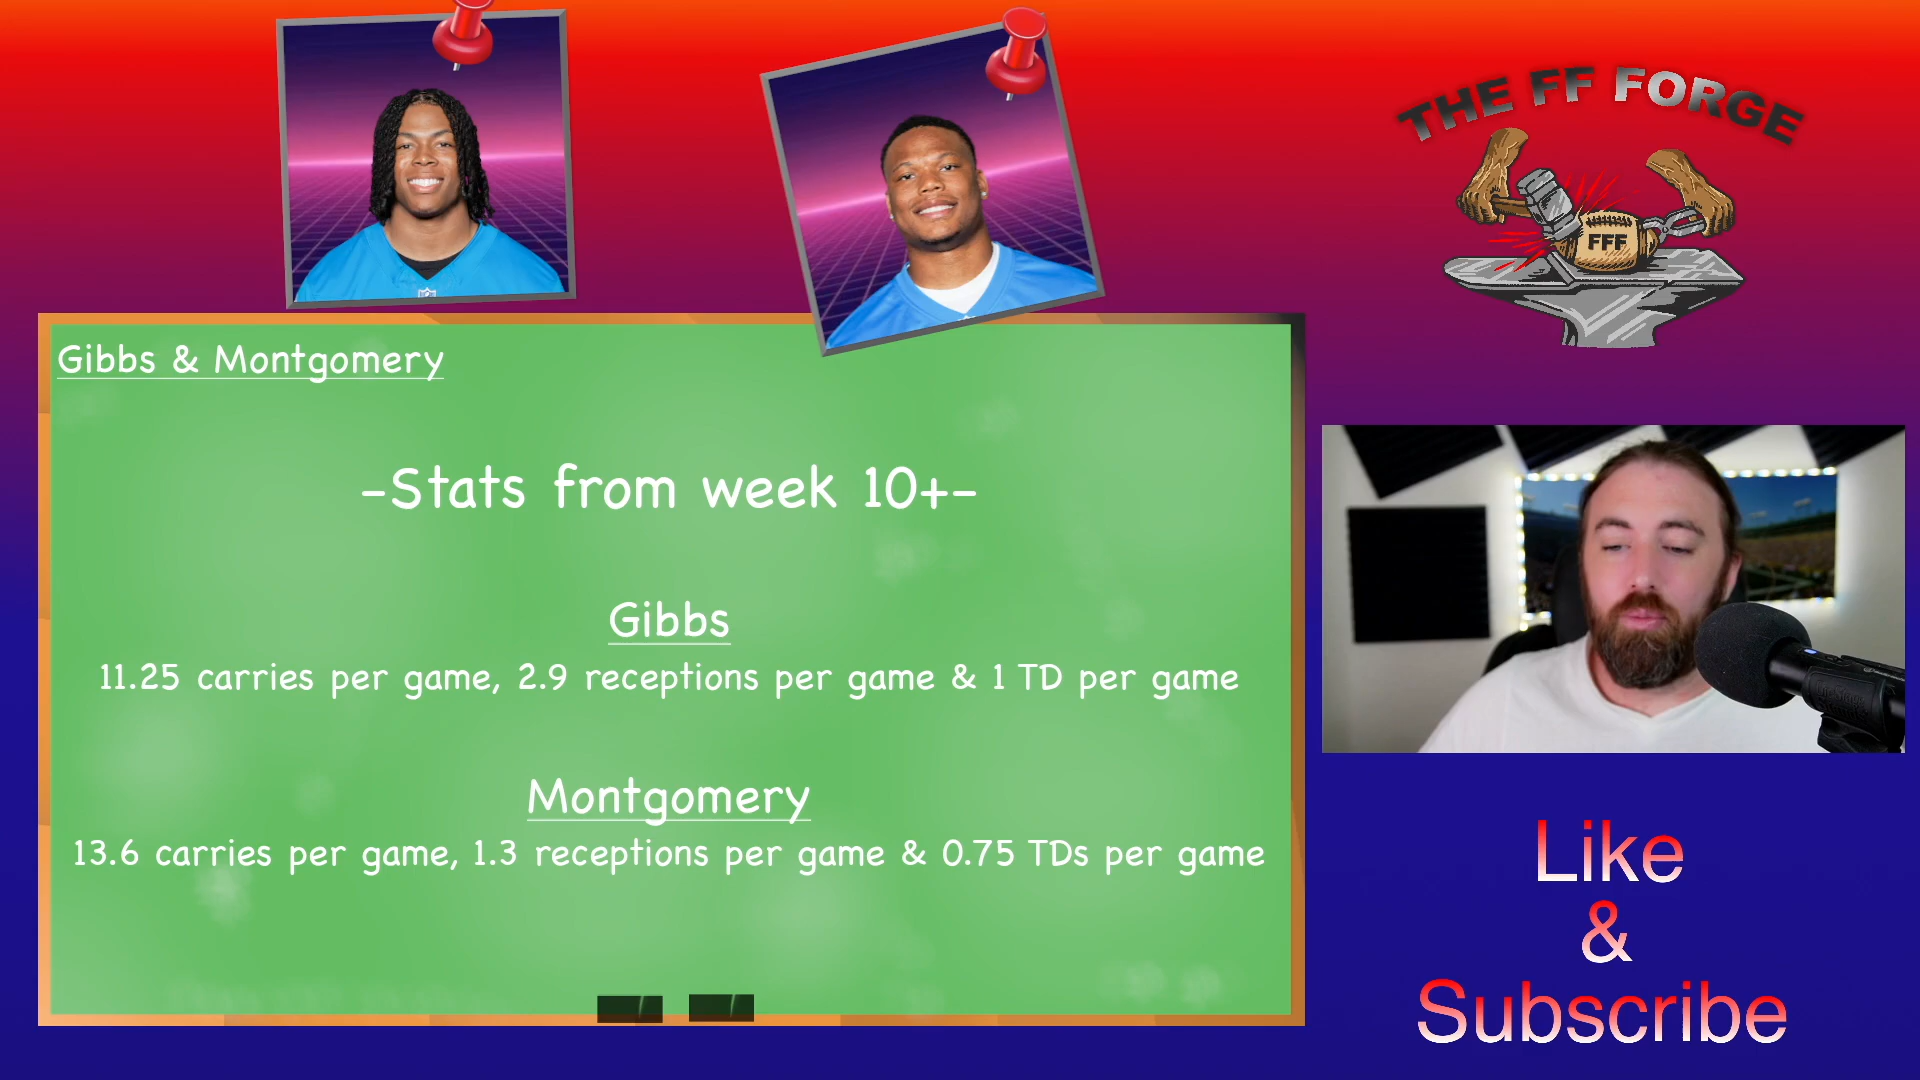 THE FF FORGE
FFF
Gibbs & Montgomery
-Stats from week 10+-
Gibbs
11.25 carries per game, 2.9 receptions per game & 1 TD per game
Montgomery
13.6 carries per game, 1.3 receptions per game & 0.75 TDs per game
Like
&
Subscribe